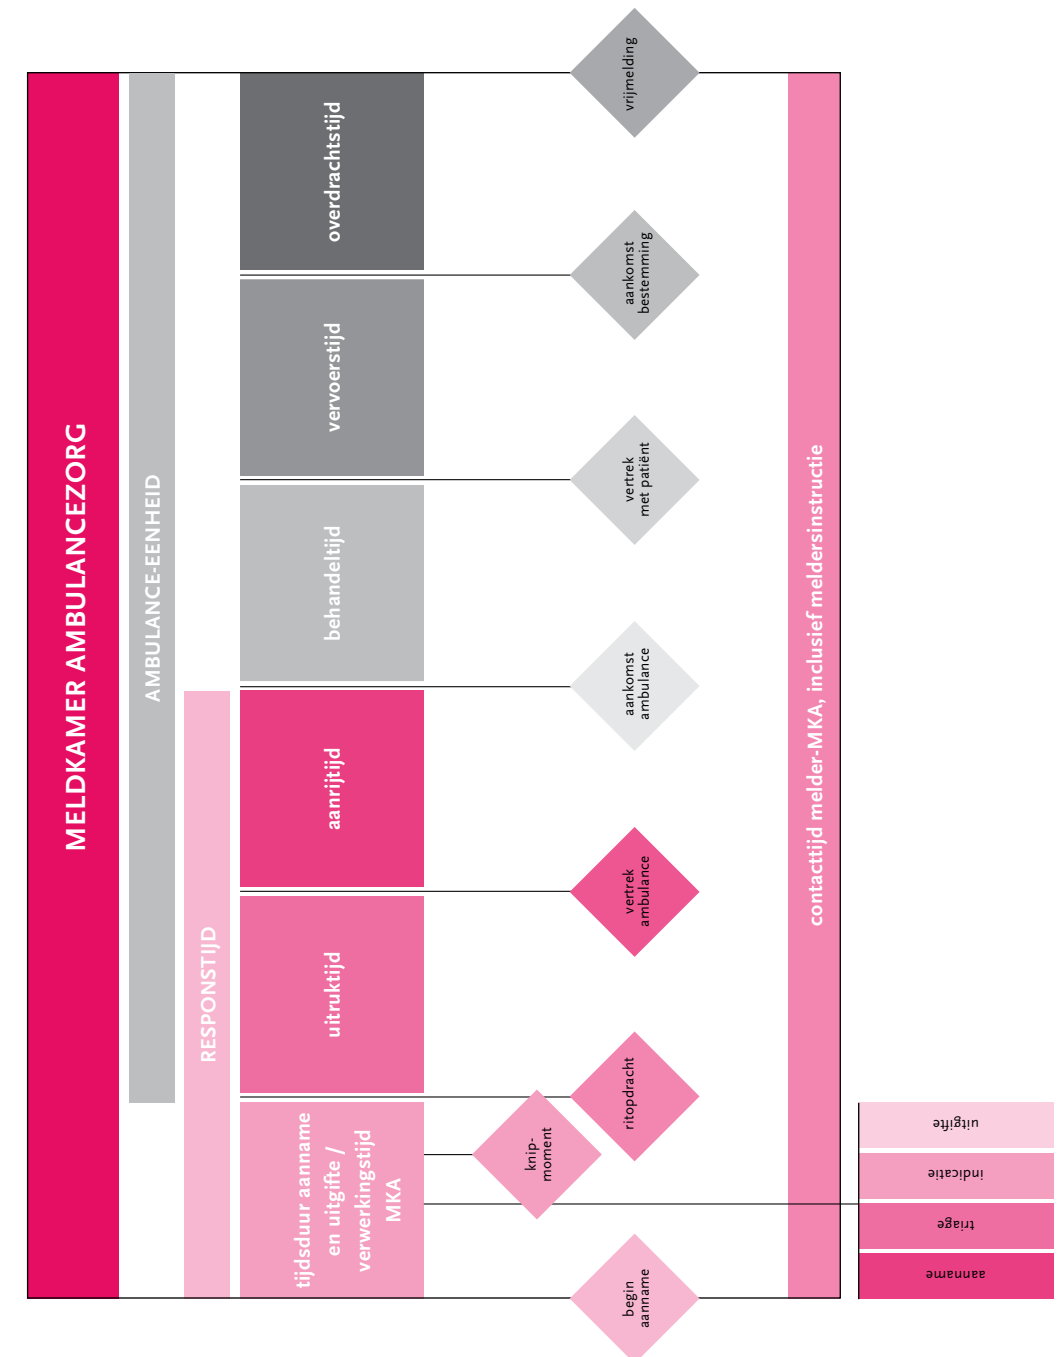 MELDKAMER AMBULANCEZORG
AMBULANCE-EENHEID
RESPONSTIJD
tijdsduur aanname
en uitgifte /
verwerkingstijd
MKA
uitruktijd
aanrijtijd
behandeltijd
vervoerstijd
overdrachtstijd
knip-
moment
begin
aanname
ritopdracht
vertrek
ambulance
aankomst
ambulance
vertrek
met patiënt
aankomst
bestemming
vrijmelding
contacttijd melder-MKA, inclusief meldersinstructie
aanname
triage
indicatie
uitgifte